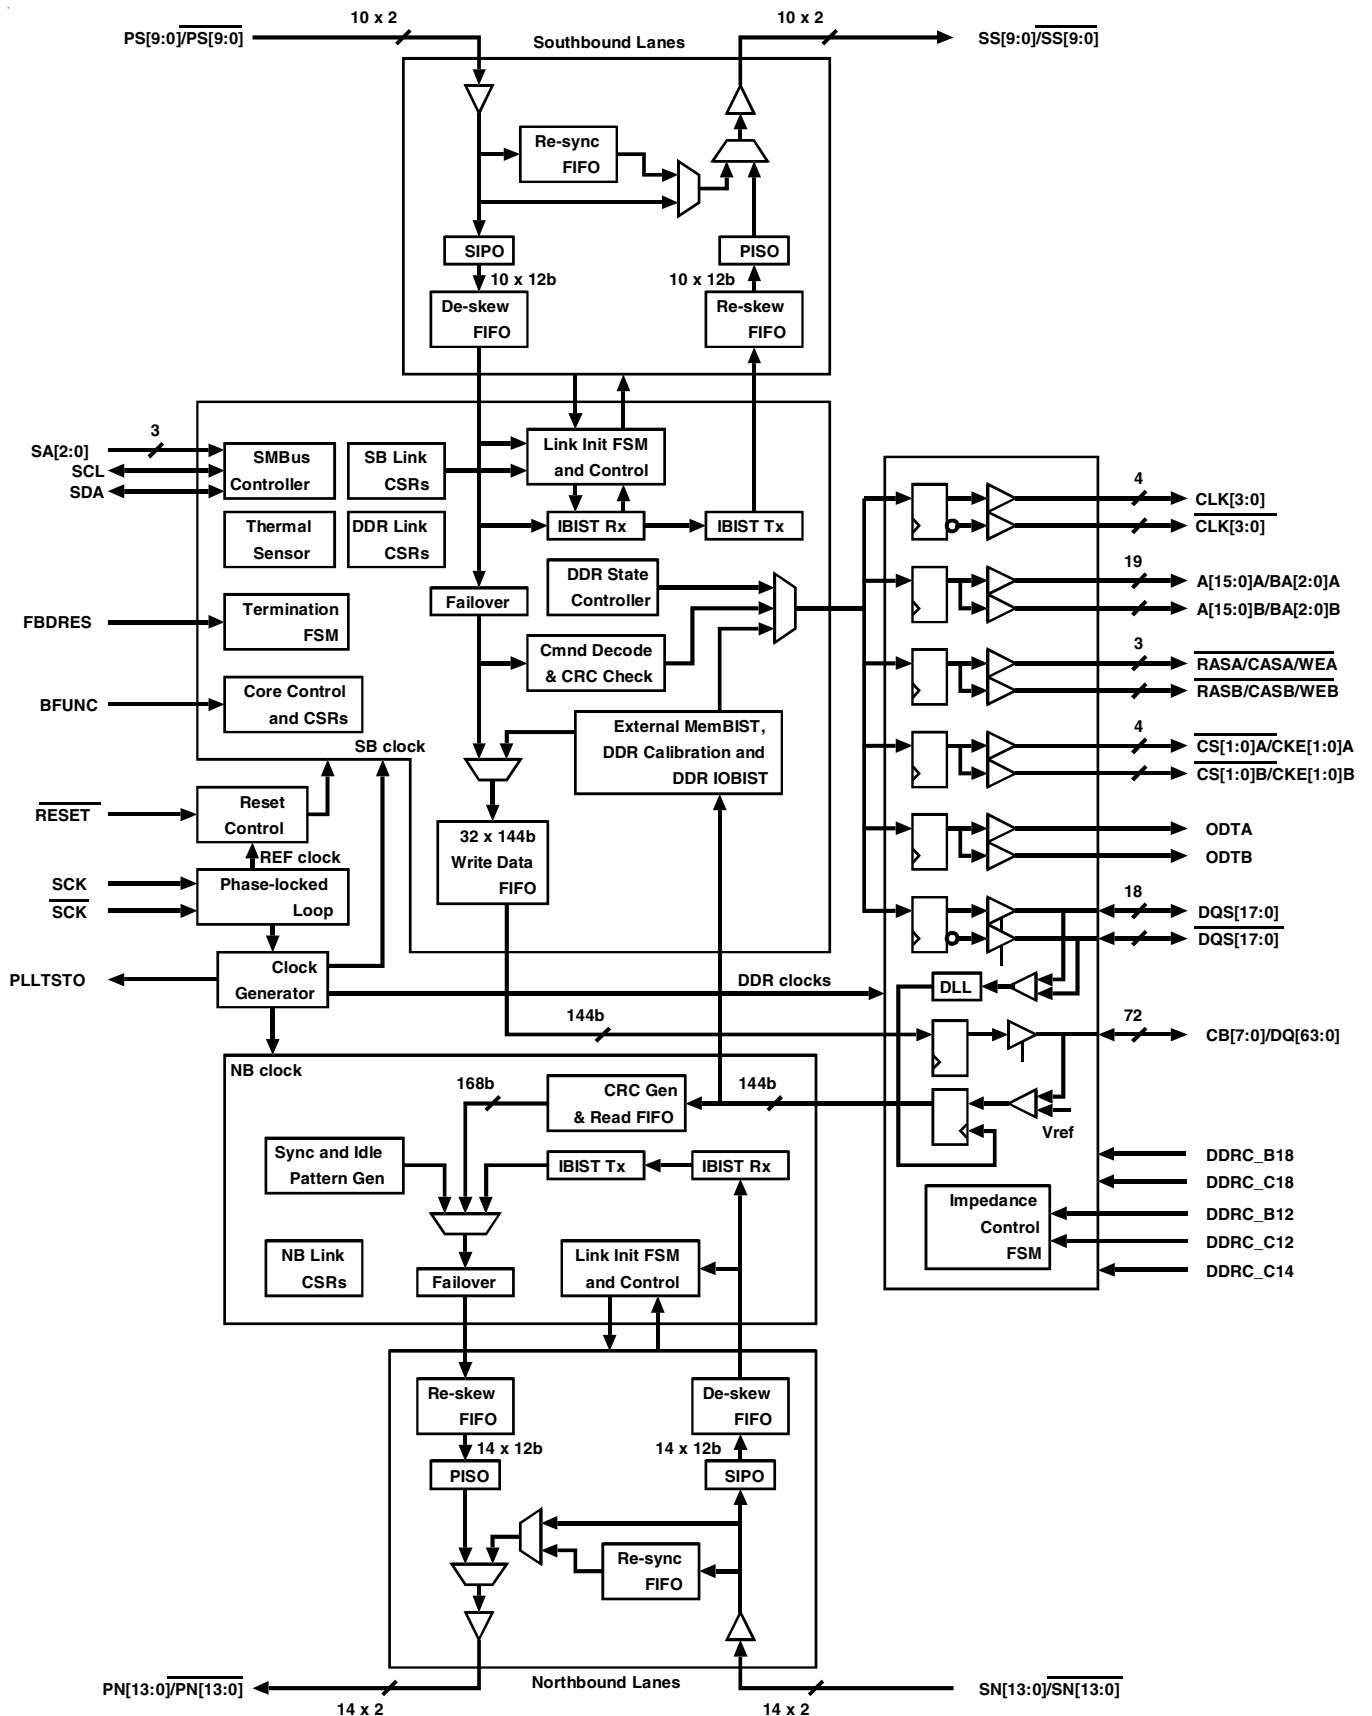 10 x 2
10 x 2
PS[9:0]/PS[9:0]
Southbound Lanes
SS[9:0]/SS[9:0]
Re-sync
FIFO
SIPO
PISO
10 x 12b
10 x 12b
De-skew
FIFO
Re-skew
FIFO
SA[2:0]
3
SCL
SDA
SMBus
Controller
SB Link
CSRs
Link Init FSM
and Control
Thermal
Sensor
DDR Link
CSRs
IBIST Rx
IBIST Tx
4
CLK[3:0]
CLK[3:0]
DDR State
Controller
Failover
19
A[15:0]A/BA[2:0]A
A[15:0]B/BA[2:0]B
FBDRES
Termination
FSM
Cmnd Decode
& CRC Check
3
RASA/CASA/WEA
RASB/CASB/WEB
BFUNC
Core Control
and CSRs
SB clock
External MemBIST,
DDR Calibration and
DDR IOBIST
4
CS[1:0]A/CKE[1:0]A
CS[1:0]B/CKE[1:0]B
RESET
Reset
Control
REF clock
32 x 144b
Write Data
FIFO
ODTA
ODTB
SCK
SCK
Phase-locked
Loop
18
DQS[17:0]
DQS[17:0]
PLLTSTO
Clock
Generator
DDR clocks
DLL
144b
72
CB[7:0]/DQ[63:0]
NB clock
168b
CRC Gen
& Read FIFO
144b
Vref
Sync and Idle
Pattern Gen
IBIST Tx
IBIST Rx
DDRC_B18
DDRC_C18
Impedance
Control
FSM
DDRC_B12
DDRC_C12
DDRC_C14
NB Link
CSRs
Failover
Link Init FSM
and Control
Re-skew
FIFO
De-skew
FIFO
14 x 12b
14 x 12b
PISO
SIPO
Re-sync
FIFO
PN[13:0]/PN[13:0]
Northbound Lanes
SN[13:0]/SN[13:0]
14 x 2
14 x 2